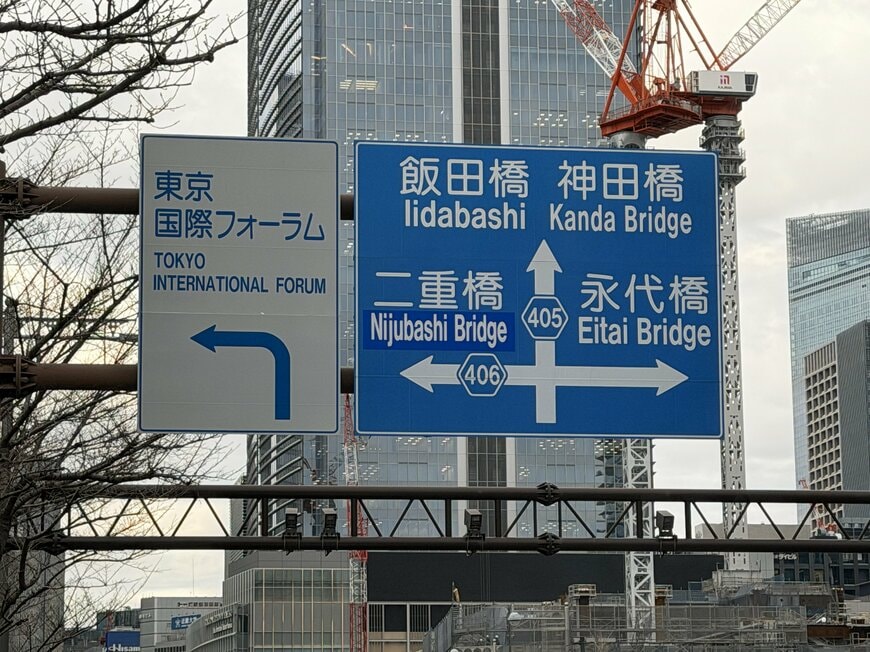 東京
国際フォーラム
TOKYO
INTERNATIONAL FORUM
飯田橋 神田橋
Iidabashi Kanda Bridge
二重橋 405 永代橋
Nijubashi Bridge Eitai Bridge
406
Hisam